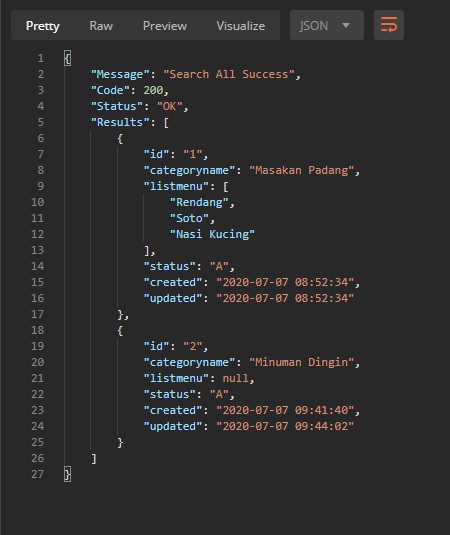 Pretty Raw Preview Visualize JSON
1 {
2 "Message": "Search All Success",
3 "Code": 200,
4 "Status": "OK",
5 "Results": [
6 {
7 "id": "1",
8 "categoryname": "Masakan Padang",
9 "listmenu": [
10 "Rendang",
11 "Soto",
12 "Nasi Kucing"
13 ],
14 "status": "A",
15 "created": "2020-07-07 08:52:34",
16 "updated": "2020-07-07 08:52:34"
17 },
18 {
19 "id": "2",
20 "categoryname": "Minuman Dingin",
21 "listmenu": null,
22 "status": "A",
23 "created": "2020-07-07 09:41:40",
24 "updated": "2020-07-07 09:44:02"
25 }
26 ]
27 }